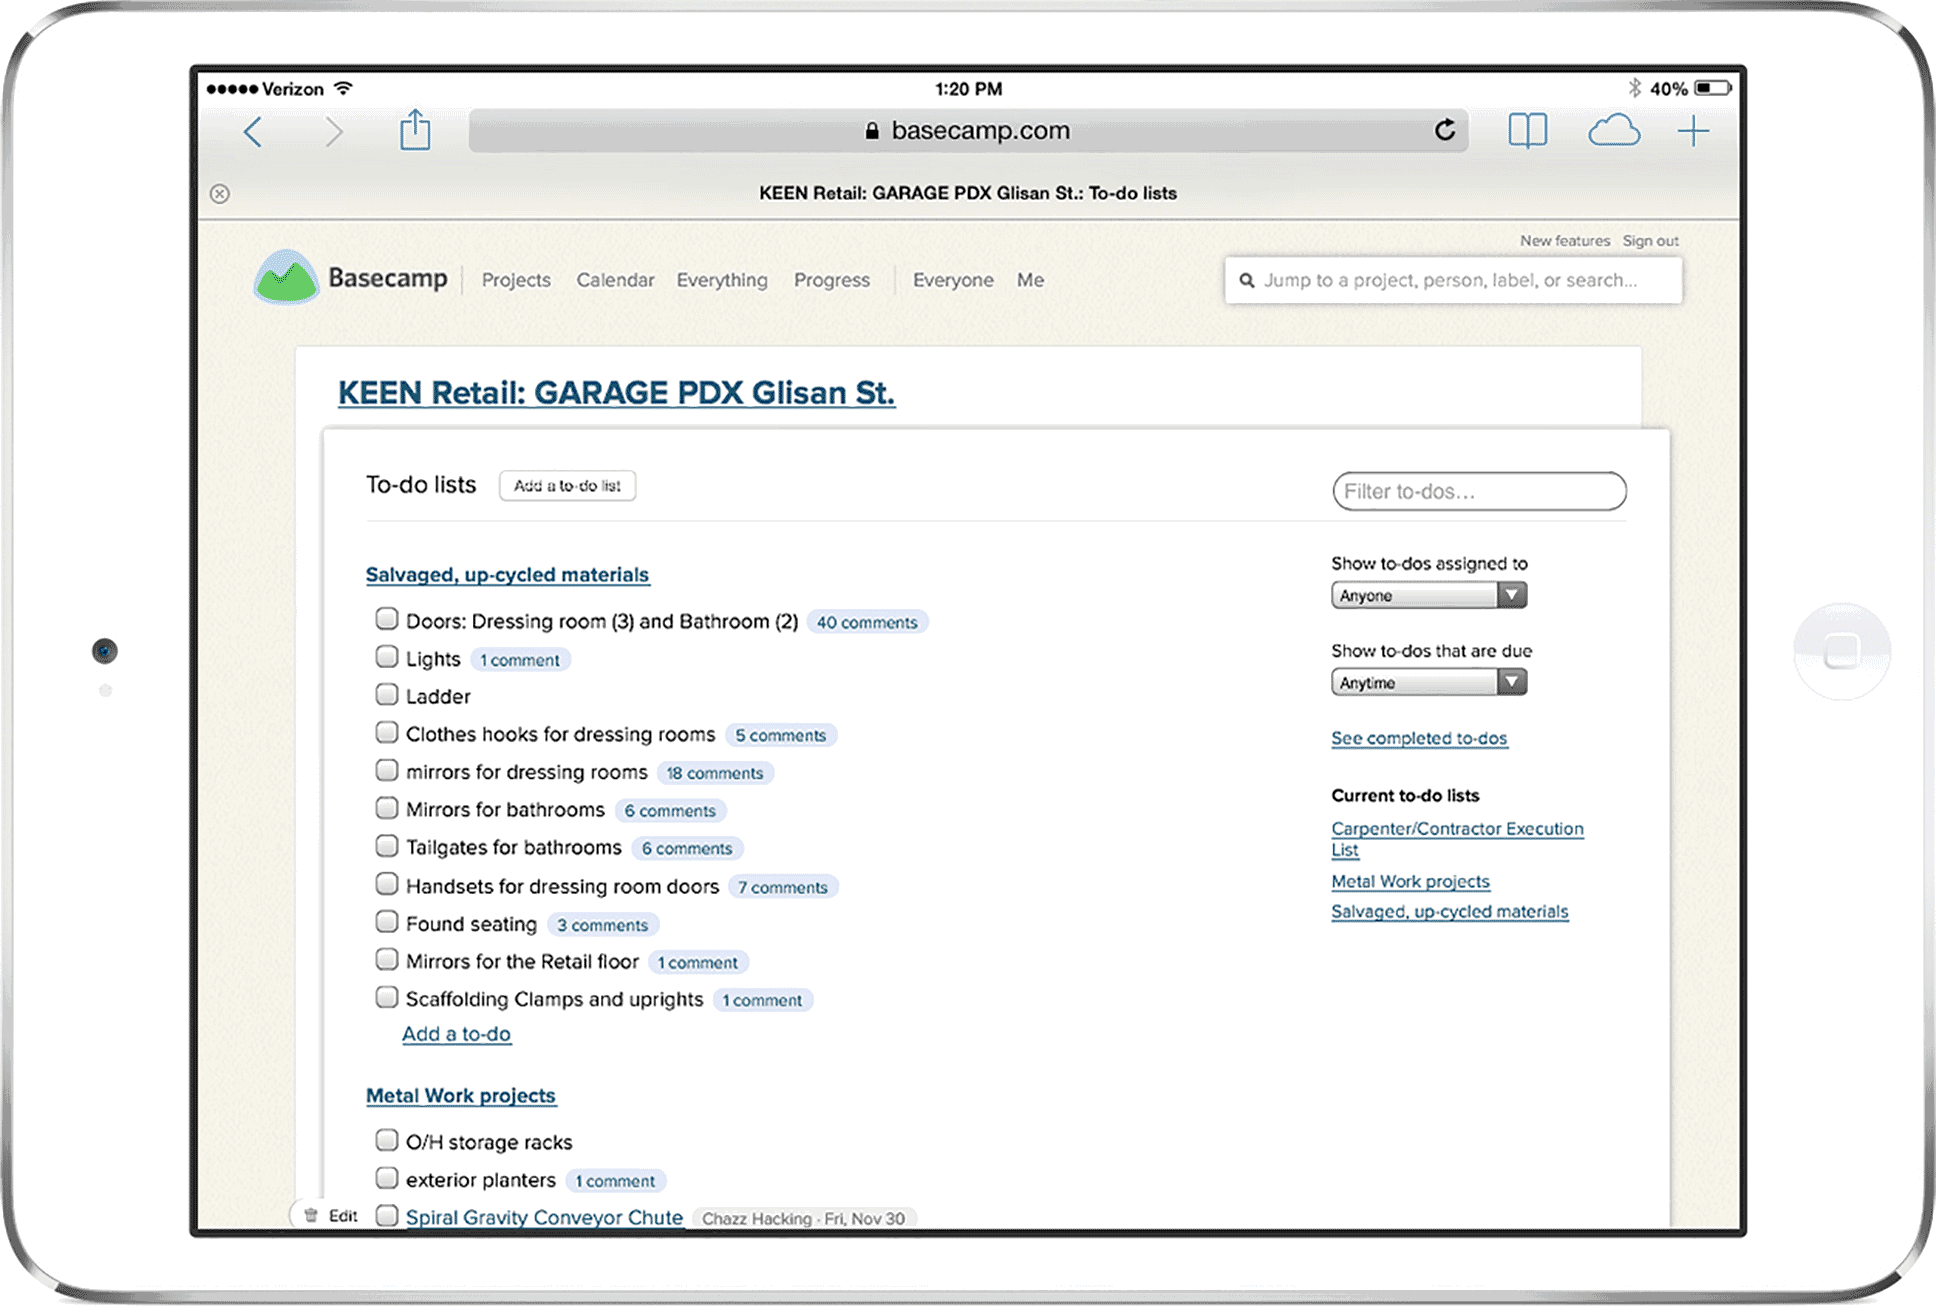 Verizon 1:20 PM 40%
basecamp.com
KEEN Retail: GARAGE PDX Glisan St.: To-do lists
New features Sign out
Basecamp Projects Calendar Everything Progress Everyone Me Jump to a project, person, label, or search...
KEEN Retail: GARAGE PDX Glisan St.
To-do lists Add a to-do list Filter to-dos...
Salvaged, up-cycled materials
Doors: Dressing room (3) and Bathroom (2) 40 comments
Lights 1 comment
Ladder
Clothes hooks for dressing rooms 5 comments
mirrors for dressing rooms 18 comments
Mirrors for bathrooms 6 comments
Tailgates for bathrooms 6 comments
Handsets for dressing room doors 7 comments
Found seating 3 comments
Mirrors for the Retail floor 1 comment
Scaffolding Clamps and uprights 1 comment
Add a to-do
Metal Work projects
O/H storage racks
exterior planters 1 comment
Edit Spiral Gravity Conveyor Chute Chazz Hacking · Fri, Nov 30
Show to-dos assigned to
Anyone
Show to-dos that are due
Anytime
See completed to-dos
Current to-do lists
Carpenter/Contractor Execution
List
Metal Work projects
Salvaged, up-cycled materials